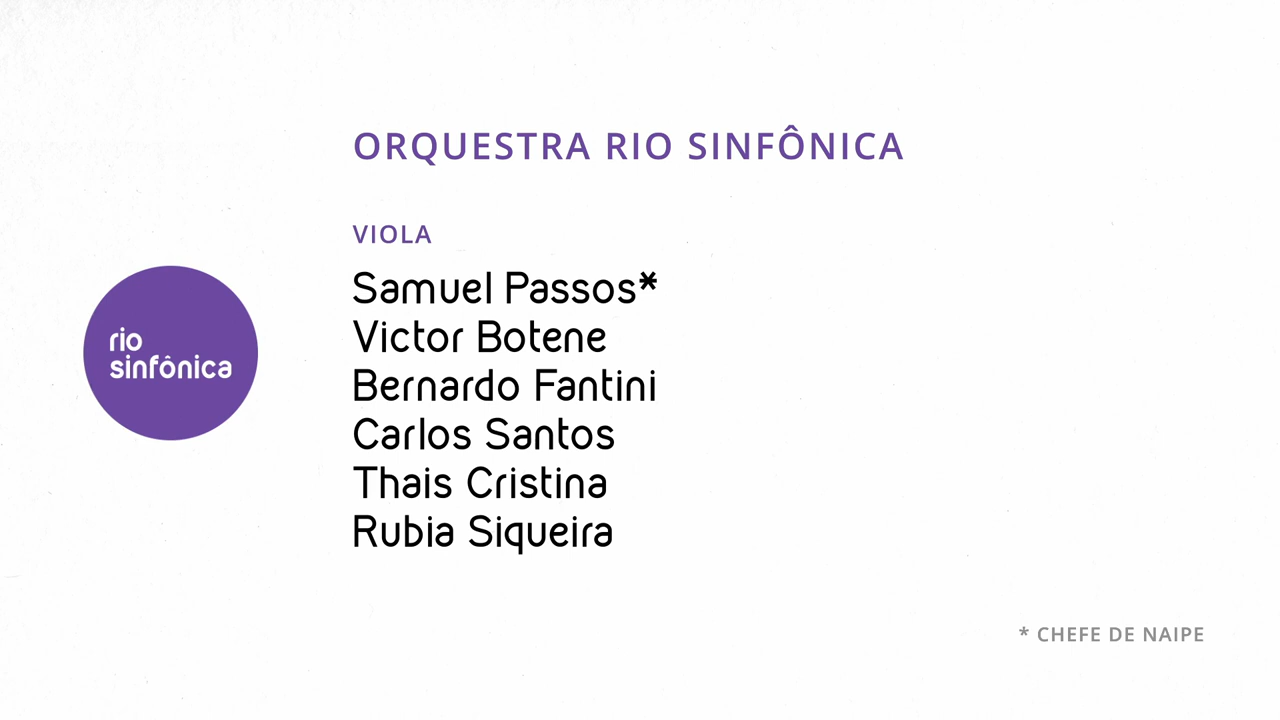 ORQUESTRA RIO SINFÔNICA
VIOLA
Samuel Passos*
Victor Botene
Bernardo Fantini
Carlos Santos
Thais Cristina
Rubia Siqueira
rio
sinfônica
* CHEFE DE NAIPE